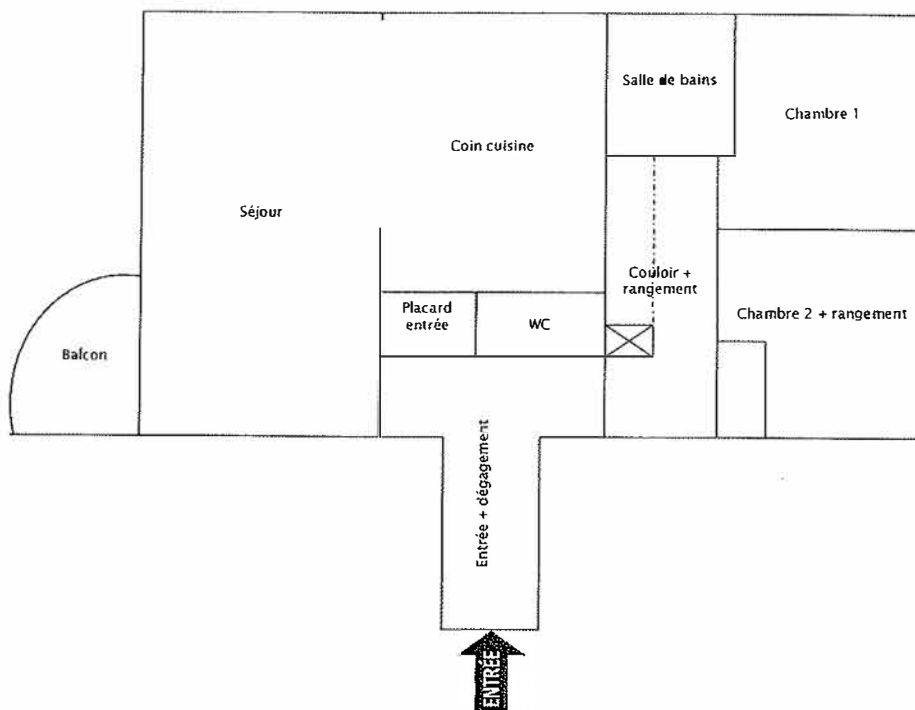 Salle de bains
Chambre 1
Coin cuisine
Séjour
Couloir +
rangement
Placard
entrée
WC
Chambre 2 + rangement
Balcon
Entrée + dégagement
ENTREE